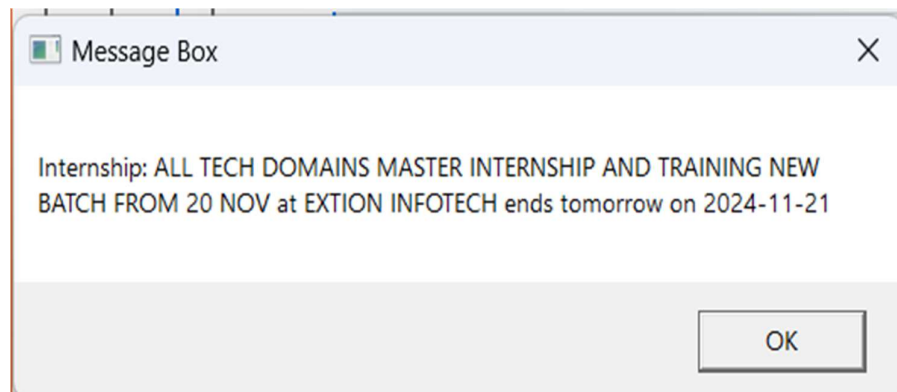 Message Box
Internship: ALL TECH DOMAINS MASTER INTERNSHIP AND TRAINING NEW
BATCH FROM 20 NOV at EXTION INFOTECH ends tomorrow on 2024-11-21
OK